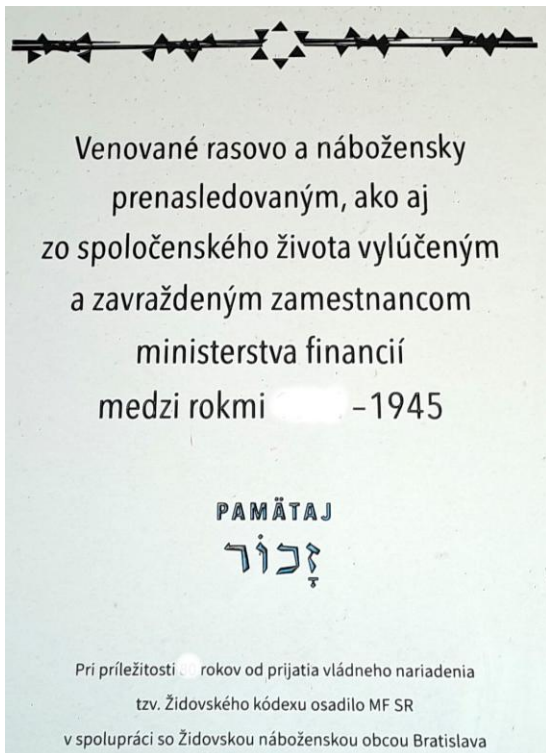 Venované rasovo a nábožensky
prenasledovaným, ako aj
zo spoločenského života vylúčeným
a zavraždeným zamestnancom
ministerstva financií
medzi rokmi –1945
PAMÄTAJ
זָכוֹר
Pri príležitosti rokov od prijatia vládneho nariadenia
tzv. Židovského kódexu osadilo MF SR
v spolupráci so Židovskou náboženskou obcou Bratislava